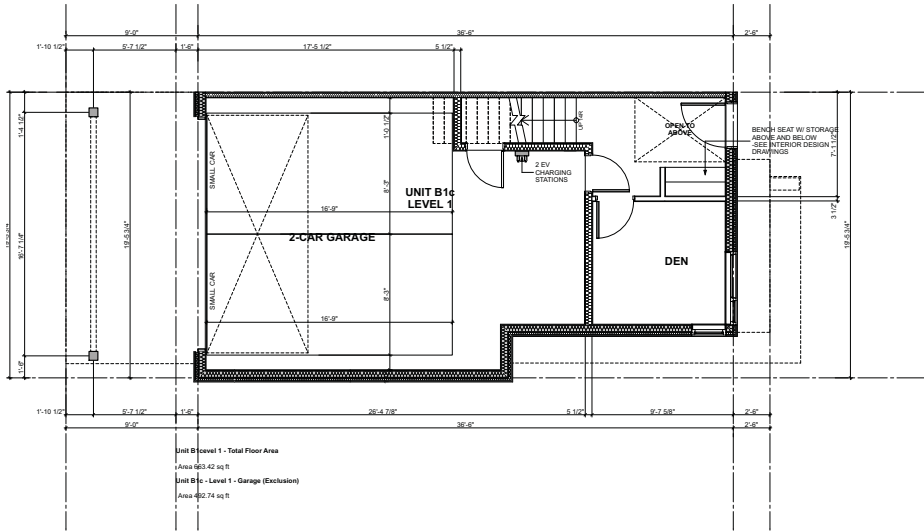 9'-0"
36'-6"
2'-6"
1'-10 1/2"
5'-7 1/2"
1'-6"
17'-5 1/2"
5 1/2"
1'-4 1/2"
16'-7 1/4"
1'-6"
19'-5 3/4"
SMALL CAR
SMALL CAR
1'-0 1/2"
8'-3"
8'-3"
16'-9"
16'-9"
UNIT B1c
LEVEL 1
2-CAR GARAGE
UP 14R
2 EV
CHARGING
STATIONS
OPEN TO
ABOVE
BENCH SEAT W/ STORAGE
ABOVE AND BELOW
-SEE INTERIOR DESIGN
DRAWINGS
DEN
7'-1 1/2"
3 1/2"
19'-5 3/4"
1'-10 1/2"
5'-7 1/2"
1'-6"
26'-4 7/8"
5 1/2"
9'-7 5/8"
2'-6"
9'-0"
36'-6"
2'-6"
Level 1 - Total Floor Area
Area 663.42 sq ft
Unit B1c - Level 1 - Garage (Exclusion)
Area 492.74 sq ft